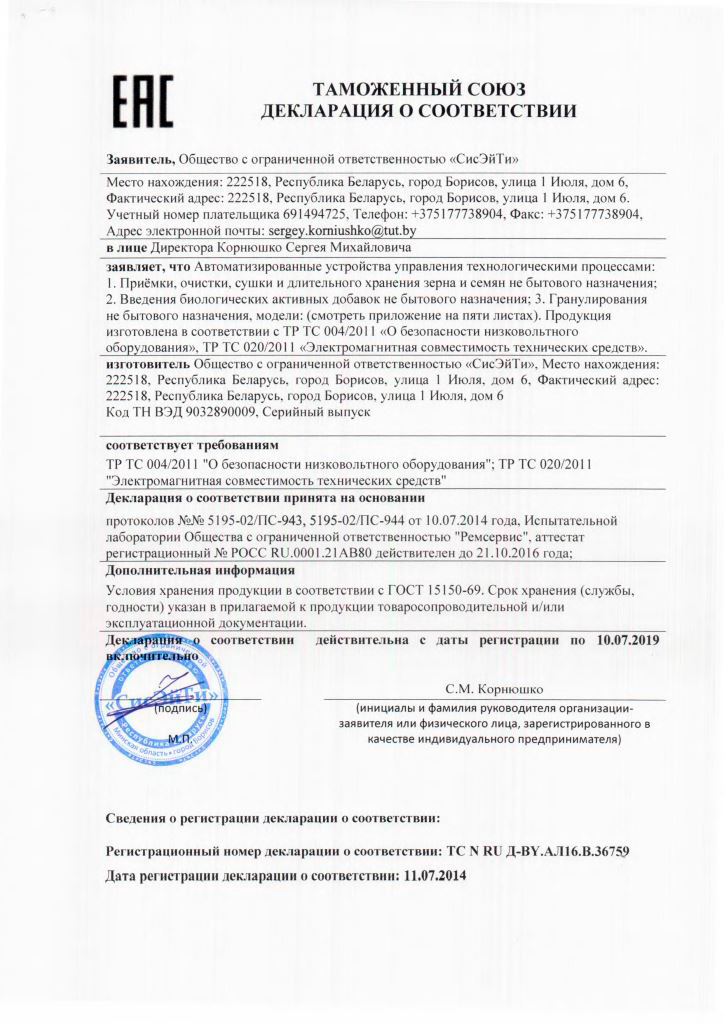 EAC
ТАМОЖЕННЫЙ СОЮЗ
ДЕКЛАРАЦИЯ О СООТВЕТСТВИИ
Заявитель, Общество с ограниченной ответственностью «СисЭйТи»
Место нахождения: 222518, Республика Беларусь, город Борисов, улица 1 Июля, дом 6,
Фактический адрес: 222518, Республика Беларусь, город Борисов, улица 1 Июля, дом 6.
Учетный номер плательщика 691494725, Телефон: +375177738904, Факс: +375177738904,
Адрес электронной почты: sergey.korniushko@tut.by
в лице Директора Корнюшко Сергея Михайловича
заявляет, что Автоматизированные устройства управления технологическими процессами:
1. Приёмки, очистки, сушки и длительного хранения зерна и семян не бытового назначения;
2. Введения биологических активных добавок не бытового назначения; 3. Гранулирования
не бытового назначения, модели: (смотреть приложение на пяти листах). Продукция
изготовлена в соответствии с ТР ТС 004/2011 «О безопасности низковольтного
оборудования», ТР ТС 020/2011 «Электромагнитная совместимость технических средств».
изготовитель Общество с ограниченной ответственностью «СисЭйТи», Место нахождения:
222518, Республика Беларусь, город Борисов, улица 1 Июля, дом 6, Фактический адрес:
222518, Республика Беларусь, город Борисов, улица 1 Июля, дом 6
Код ТН ВЭД 9032890009, Серийный выпуск
соответствует требованиям
ТР ТС 004/2011 "О безопасности низковольтного оборудования"; ТР ТС 020/2011
"Электромагнитная совместимость технических средств"
Декларация о соответствии принята на основании
протоколов №№ 5195-02/ПС-943, 5195-02/ПС-944 от 10.07.2014 года, Испытательной
лаборатории Общества с ограниченной ответственностью "Ремсервис", аттестат
регистрационный № РОСС RU.0001.21АВ80 действителен до 21.10.2016 года;
Дополнительная информация
Условия хранения продукции в соответствии с ГОСТ 15150-69. Срок хранения (службы,
годности) указан в прилагаемой к продукции товаросопроводительной и/или
эксплуатационной документации.
Декларация о соответствии действительна с даты регистрации по 10.07.2019
включительно
Общество с ограниченной
ответственностью
«СисЭйТи»
Республика Беларусь
Минская область • город Борисов
(подпись)
М.П.
С.М. Корнюшко
(инициалы и фамилия руководителя организации-
заявителя или физического лица, зарегистрированного в
качестве индивидуального предпринимателя)
Сведения о регистрации декларации о соответствии:
Регистрационный номер декларации о соответствии: ТС N RU Д-BY.АЛ16.В.36759
Дата регистрации декларации о соответствии: 11.07.2014